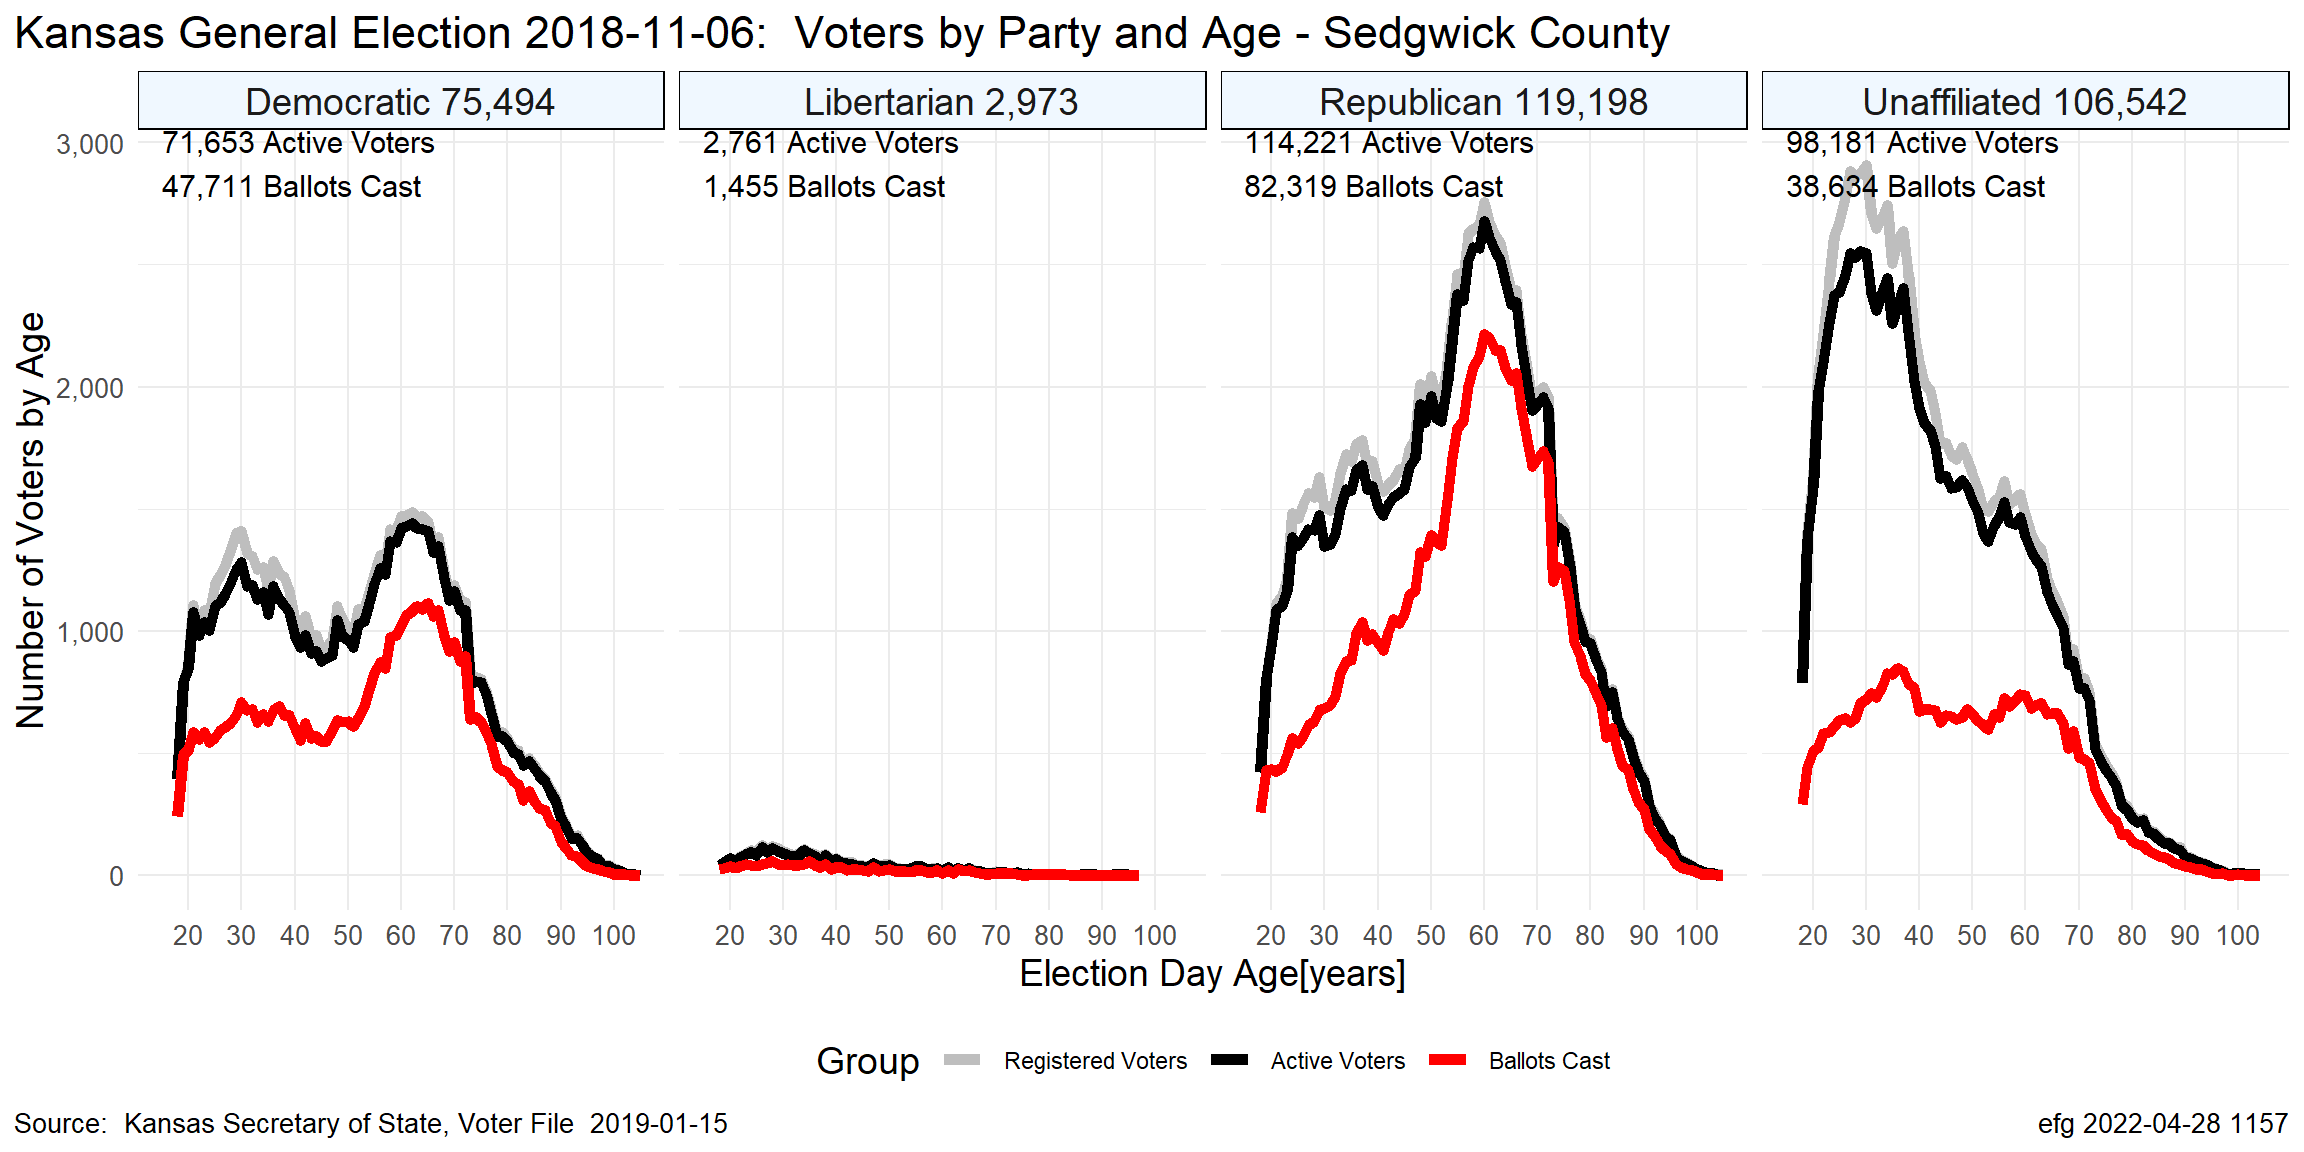 Kansas General Election 2018-11-06:  Voters by Party and Age - Sedgwick County
Democratic 75,494
Libertarian 2,973
Republican 119,198
Unaffiliated 106,542
71,653 Active Voters
47,711 Ballots Cast
2,761 Active Voters
1,455 Ballots Cast
114,221 Active Voters
82,319 Ballots Cast
98,181 Active Voters
38,634 Ballots Cast
Number of Voters by Age
3,000
2,000
1,000
0
20 30 40 50 60 70 80 90 100
20 30 40 50 60 70 80 90 100
20 30 40 50 60 70 80 90 100
20 30 40 50 60 70 80 90 100
Election Day Age[years]
Group Registered Voters Active Voters Ballots Cast
Source:  Kansas Secretary of State, Voter File  2019-01-15
efg 2022-04-28 1157